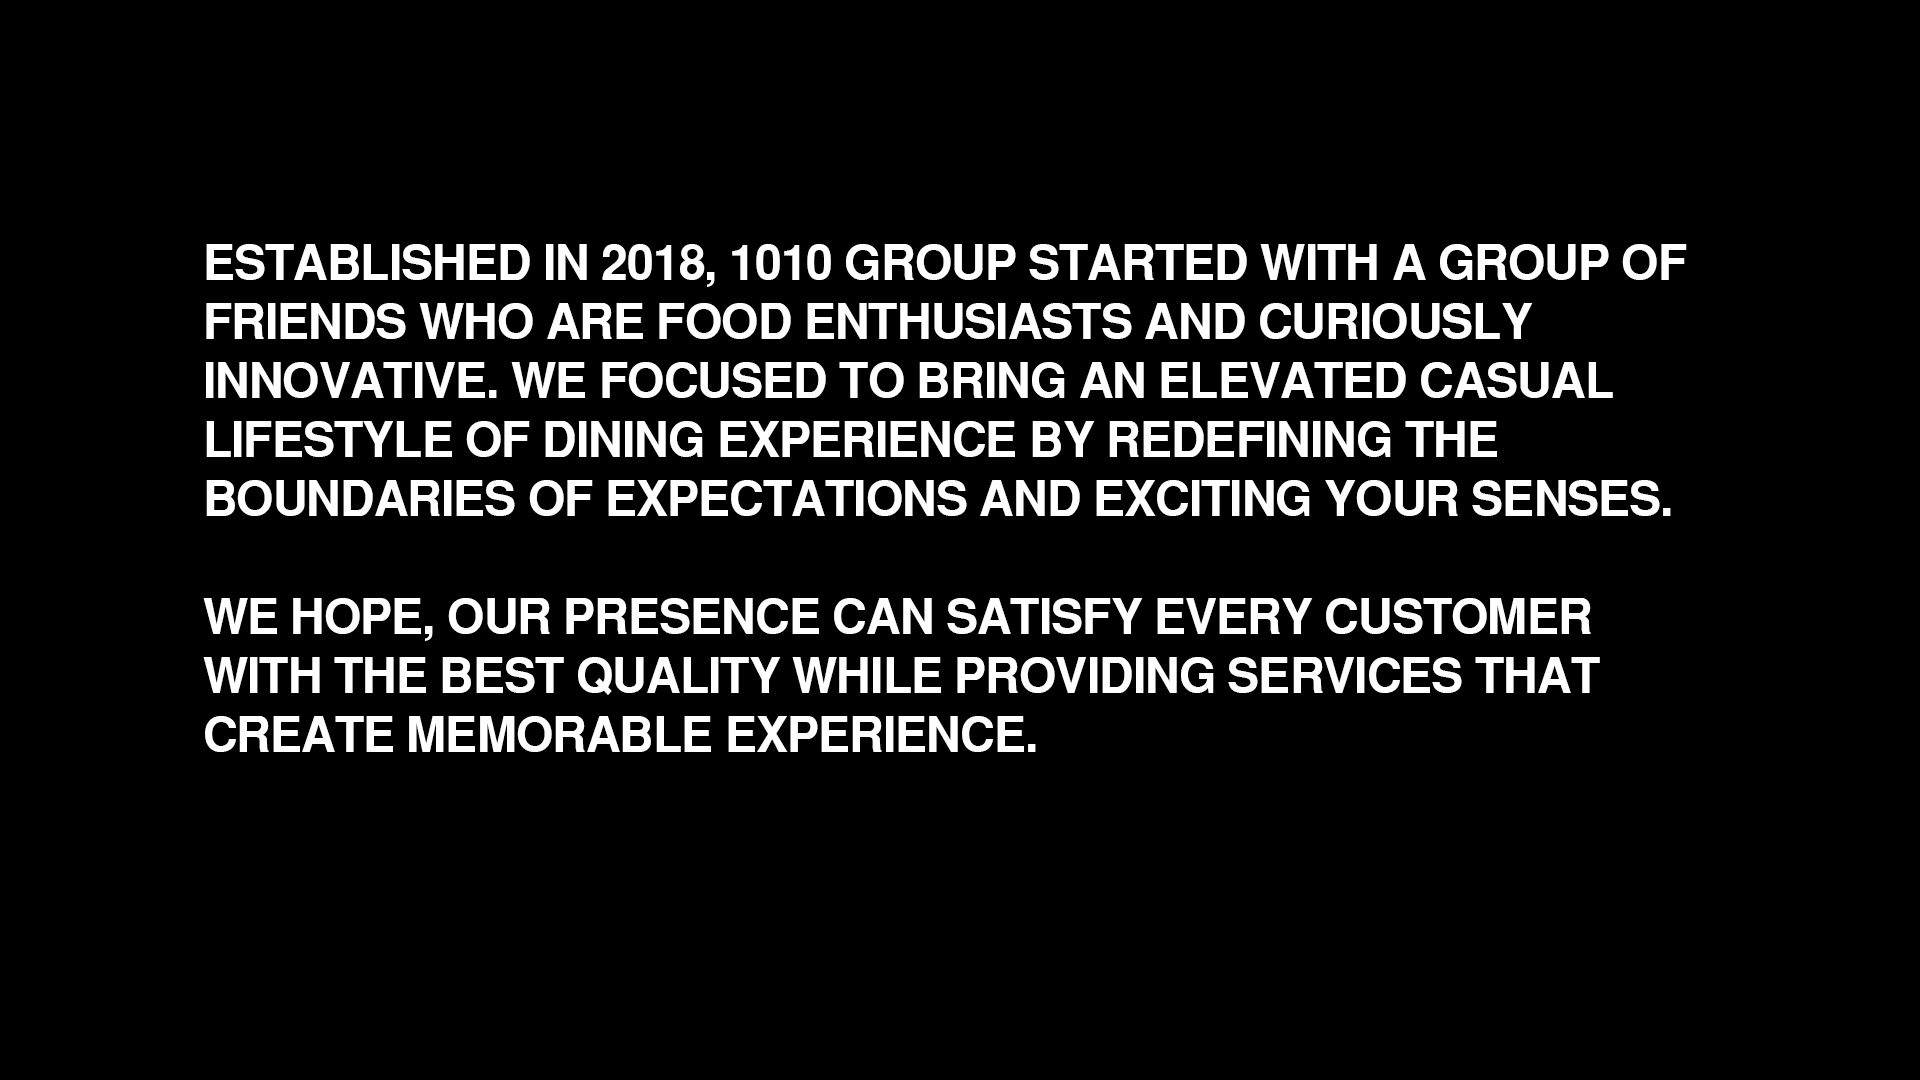 ESTABLISHED IN 2018, 1010 GROUP STARTED WITH A GROUP OF
FRIENDS WHO ARE FOOD ENTHUSIASTS AND CURIOUSLY
INNOVATIVE. WE FOCUSED TO BRING AN ELEVATED CASUAL
LIFESTYLE OF DINING EXPERIENCE BY REDEFINING THE
BOUNDARIES OF EXPECTATIONS AND EXCITING YOUR SENSES.
WE HOPE, OUR PRESENCE CAN SATISFY EVERY CUSTOMER
WITH THE BEST QUALITY WHILE PROVIDING SERVICES THAT
CREATE MEMORABLE EXPERIENCE.